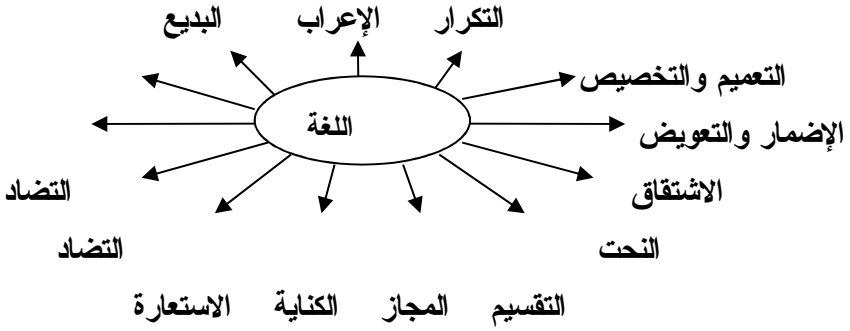 التكرار الإعراب البديع
التعميم والتخصيص
اللغة
الإضمار والتعويض
الاشتقاق التضاد
النحت التضاد
التقسيم المجاز الكناية الاستعارة